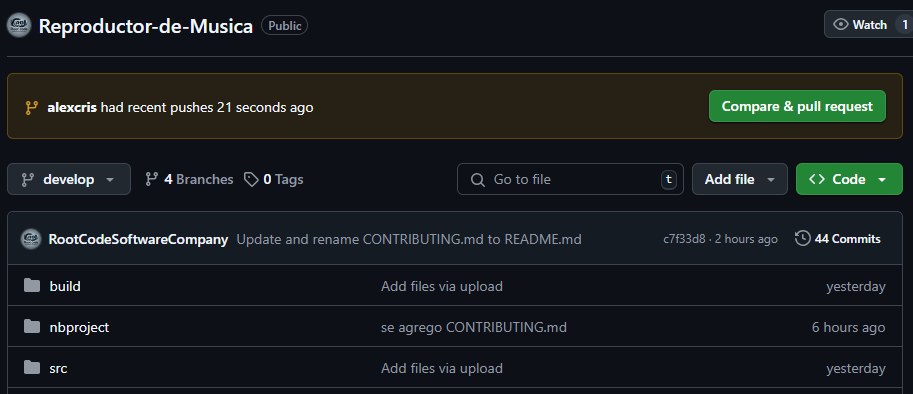 Reproductor-de-Musica Public Watch 1
alexcris had recent pushes 21 seconds ago Compare & pull request
develop 4 Branches 0 Tags Go to file t Add file <> Code
RootCodeSoftwareCompany Update and rename CONTRIBUTING.md to README.md c7f33d8 · 2 hours ago 44 Commits
build Add files via upload yesterday
nbproject se agrego CONTRIBUTING.md 6 hours ago
src Add files via upload yesterday